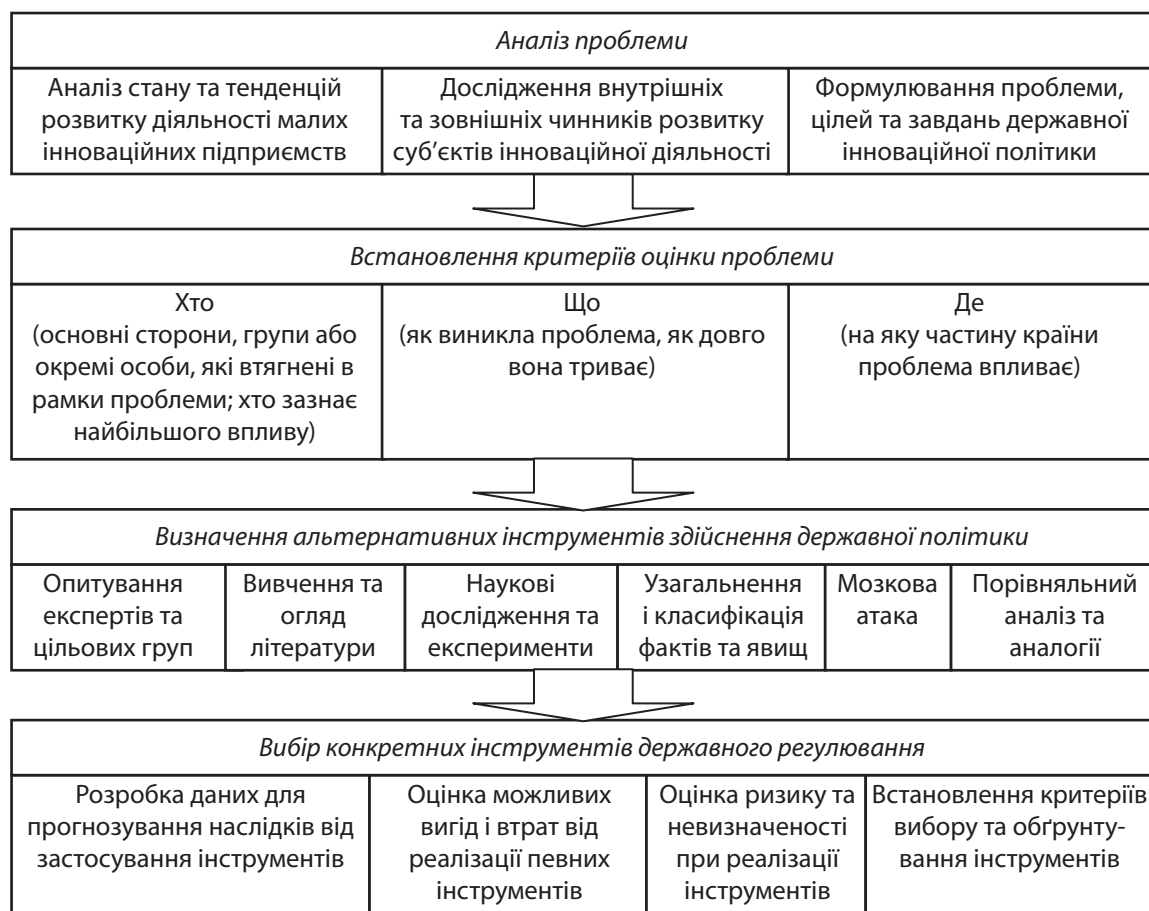 Аналіз проблеми
Аналіз стану та тенденцій
розвитку діяльності малих
інноваційних підприємств
Дослідження внутрішніх
та зовнішніх чинників розвитку
суб’єктів інноваційної діяльності
Формулювання проблеми,
цілей та завдань державної
інноваційної політики
Встановлення критеріїв оцінки проблеми
Хто
(основні сторони, групи або
окремі особи, які втягнені в
рамки проблеми; хто зазнає
найбільшого впливу)
Що
(як виникла проблема, як довго
вона триває)
Де
(на яку частину країни
проблема впливає)
Визначення альтернативних інструментів здійснення державної політики
Опитування
експертів та
цільових груп
Вивчення та
огляд
літератури
Наукові
дослідження та
експерименти
Узагальнення
і класифікація
фактів та явищ
Мозкова
атака
Порівняльний
аналіз та
аналогії
Вибір конкретних інструментів державного регулювання
Розробка даних для
прогнозування наслідків від
застосування інструментів
Оцінка можливих
вигід і втрат від
реалізації певних
інструментів
Оцінка ризику та
невизначеності
при реалізації
інструментів
Встановлення критеріїв
вибору та обґрунту-
вання інструментів